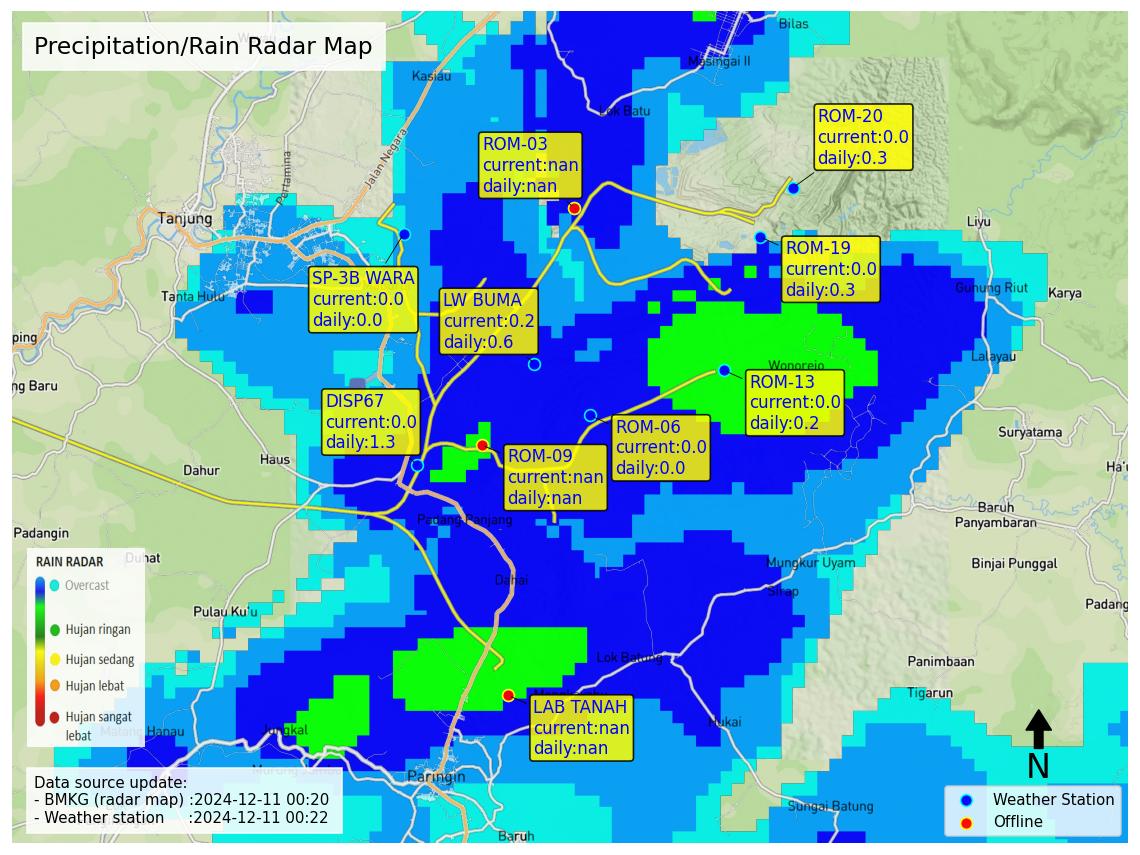 Precipitation/Rain Radar Map
Bilas
Masingai II
Kasiau
Lok Batu
Jalan Negara
Pertamina
ROM-20
current:0.0
daily:0.3
ROM-03
current:nan
daily:nan
Tanjung
Liyu
ROM-19
current:0.0
daily:0.3
SP-3B WARA
current:0.0
daily:0.0
LW BUMA
current:0.2
daily:0.6
Tanta Hulu
Gunung Riut
Karya
ping
Lalayau
Wonorejo
ng Baru
ROM-13
current:0.0
daily:0.2
DISP67
current:0.0
daily:1.3
ROM-06
current:0.0
daily:0.0
Suryatama
ROM-09
current:nan
daily:nan
Haus
Dahur
Ha'u
Baruh
Panyambaran
Padang Panjang
Padangin
Duhat
Mungkur Uyam
Binjai Punggal
Dahai
Sirap
Padang
Pulau Ku'u
RAIN RADAR
Overcast
Hujan ringan
Hujan sedang
Hujan lebat
Hujan sangat
lebat
Lok Batung
Panimbaan
Tigarun
LAB TANAH
current:nan
daily:nan
Hukai
Jungkal
Matang Hanau
Murung Jambu
Paringin
N
Data source update:
- BMKG (radar map) :2024-12-11 00:20
- Weather station :2024-12-11 00:22
Sungai Batung
Baruh
Weather Station
Offline